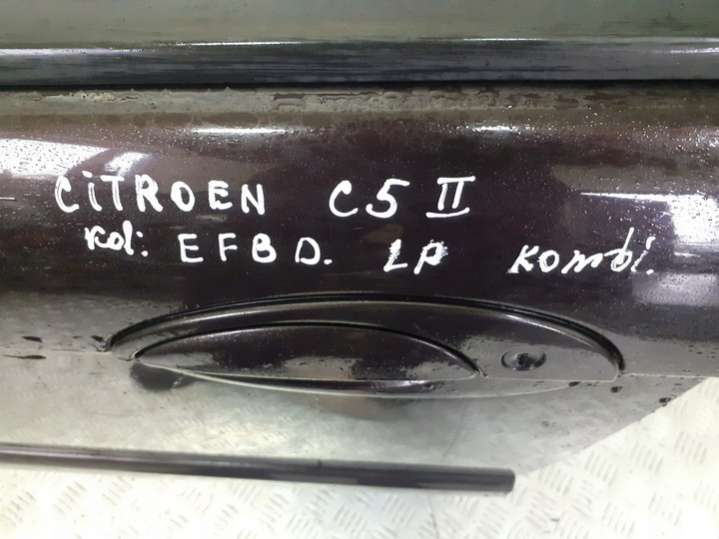 CiTROEN C5 II
Kol: EFBD. LP Kombi.